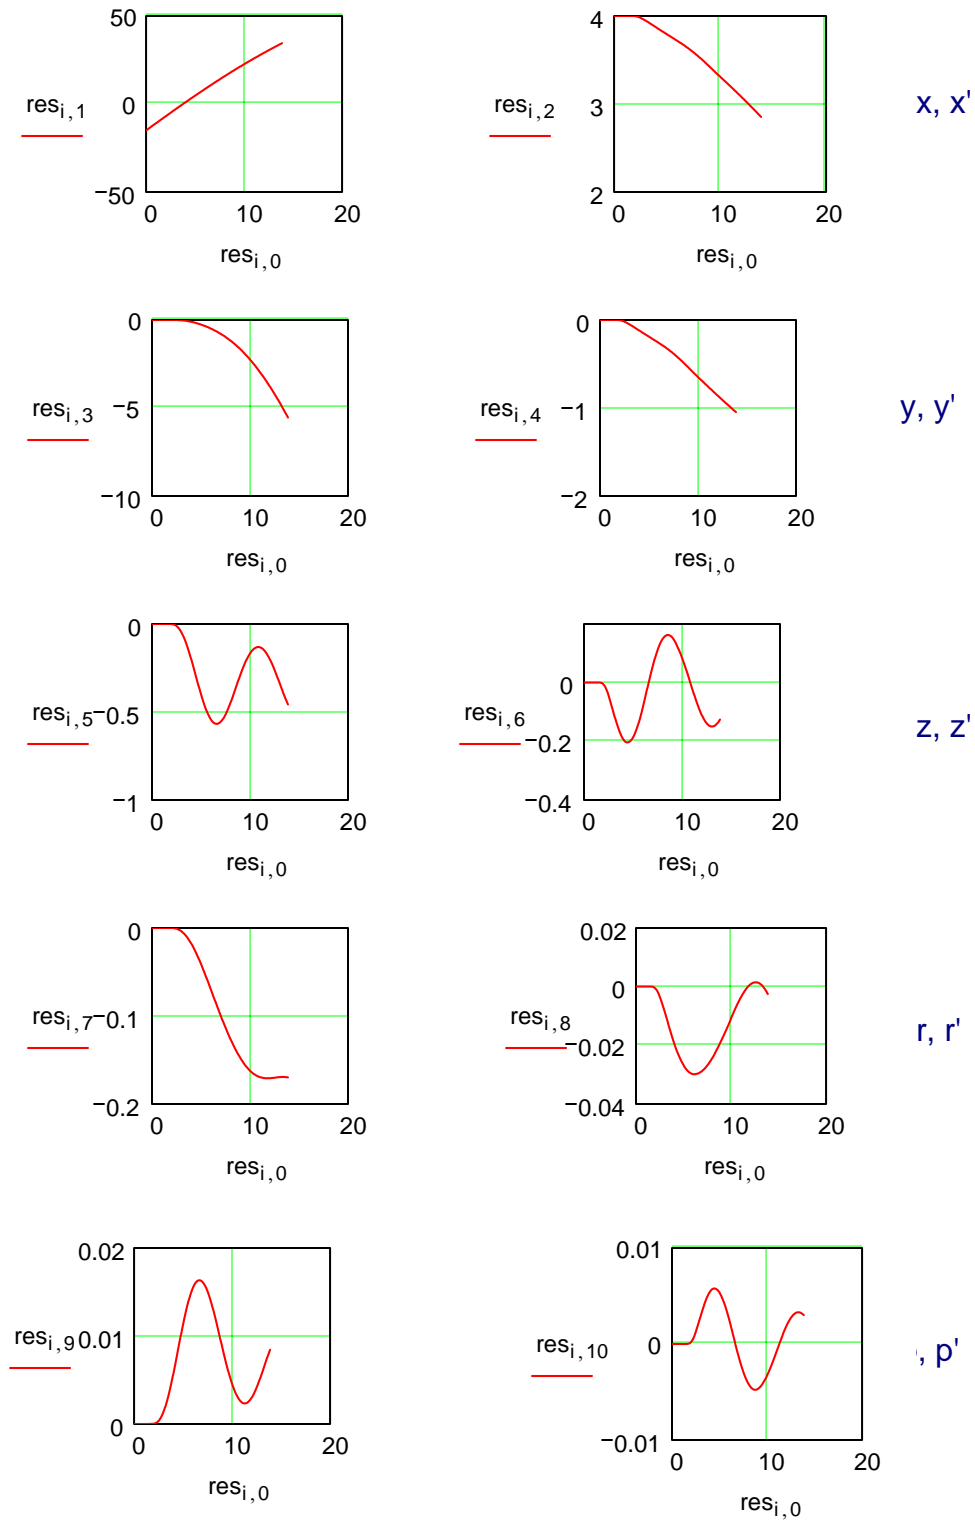 50
0
−50
res i,1
0 10 20
res i,0
4
3
2
res i,2
0 10 20
res i,0
x, x'
0
−5
−10
res i,3
0 10 20
res i,0
0
−1
−2
res i,4
0 10 20
res i,0
y, y'
0
−0.5
−1
res i,5
0 10 20
res i,0
0
−0.2
−0.4
res i,6
0 10 20
res i,0
z, z'
0
−0.1
−0.2
res i,7
0 10 20
res i,0
0.02
0
−0.02
−0.04
res i,8
0 10 20
res i,0
r, r'
0.02
0.01
0
res i,9
0 10 20
res i,0
0.01
0
−0.01
res i,10
0 10 20
res i,0
, p'